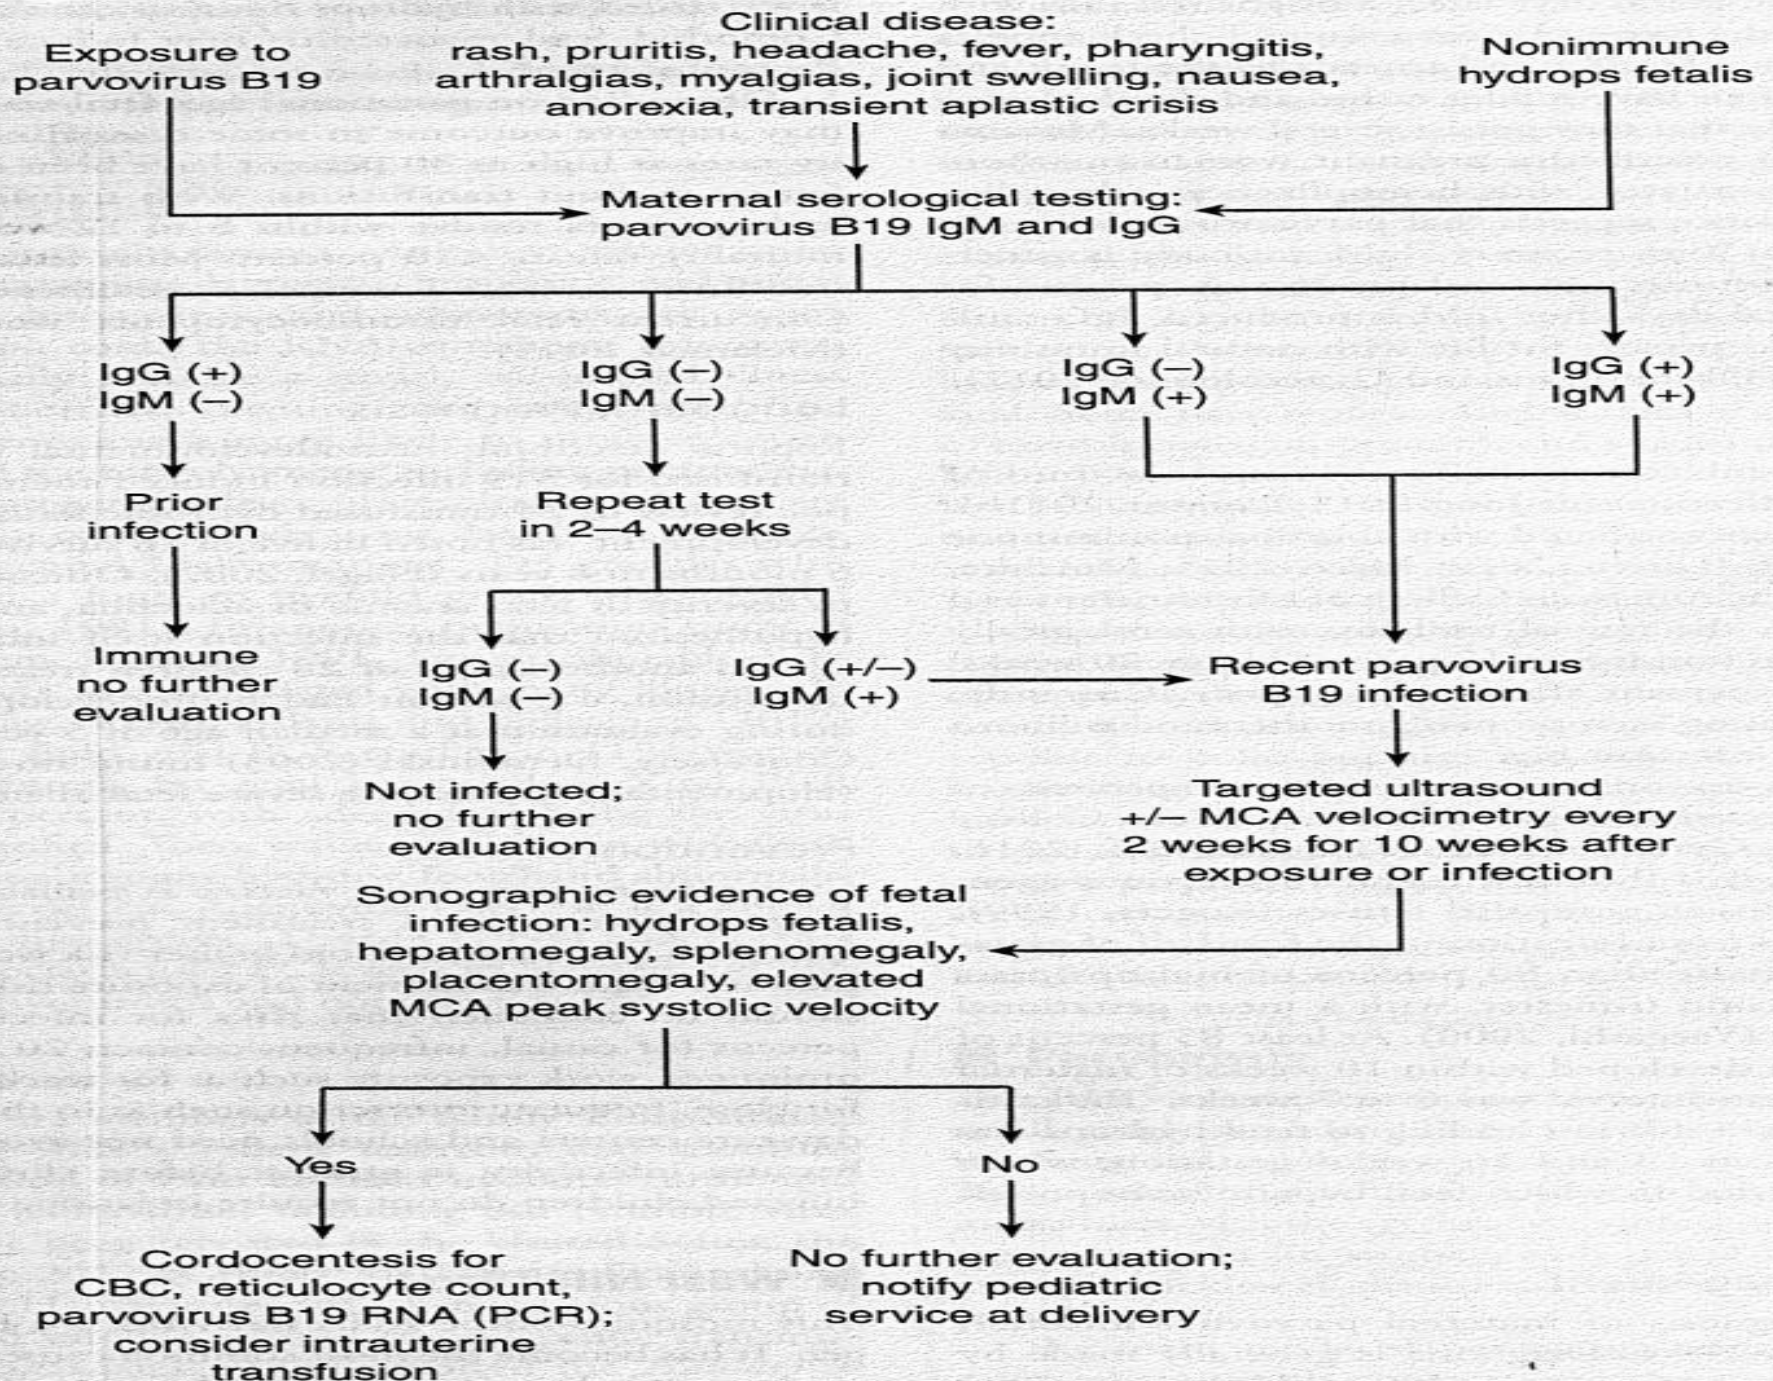 Exposure to
parvovirus B19
Clinical disease:
rash, pruritis, headache, fever, pharyngitis,
arthralgias, myalgias, joint swelling, nausea,
anorexia, transient aplastic crisis
Nonimmune
hydrops fetalis
Maternal serological testing:
parvovirus B19 IgM and IgG
IgG (+)
IgM (–)
IgG (–)
IgM (–)
IgG (–)
IgM (+)
IgG (+)
IgM (+)
Prior
infection
Repeat test
in 2–4 weeks
Immune
no further
evaluation
IgG (–)
IgM (–)
IgG (+/–)
IgM (+)
Recent parvovirus
B19 infection
Not infected;
no further
evaluation
Targeted ultrasound
+/– MCA velocimetry every
2 weeks for 10 weeks after
exposure or infection
Sonographic evidence of fetal
infection: hydrops fetalis,
hepatomegaly, splenomegaly,
placentomegaly, elevated
MCA peak systolic velocity
Yes
No
Cordocentesis for
CBC, reticulocyte count,
parvovirus B19 RNA (PCR);
consider intrauterine
transfusion
No further evaluation;
notify pediatric
service at delivery